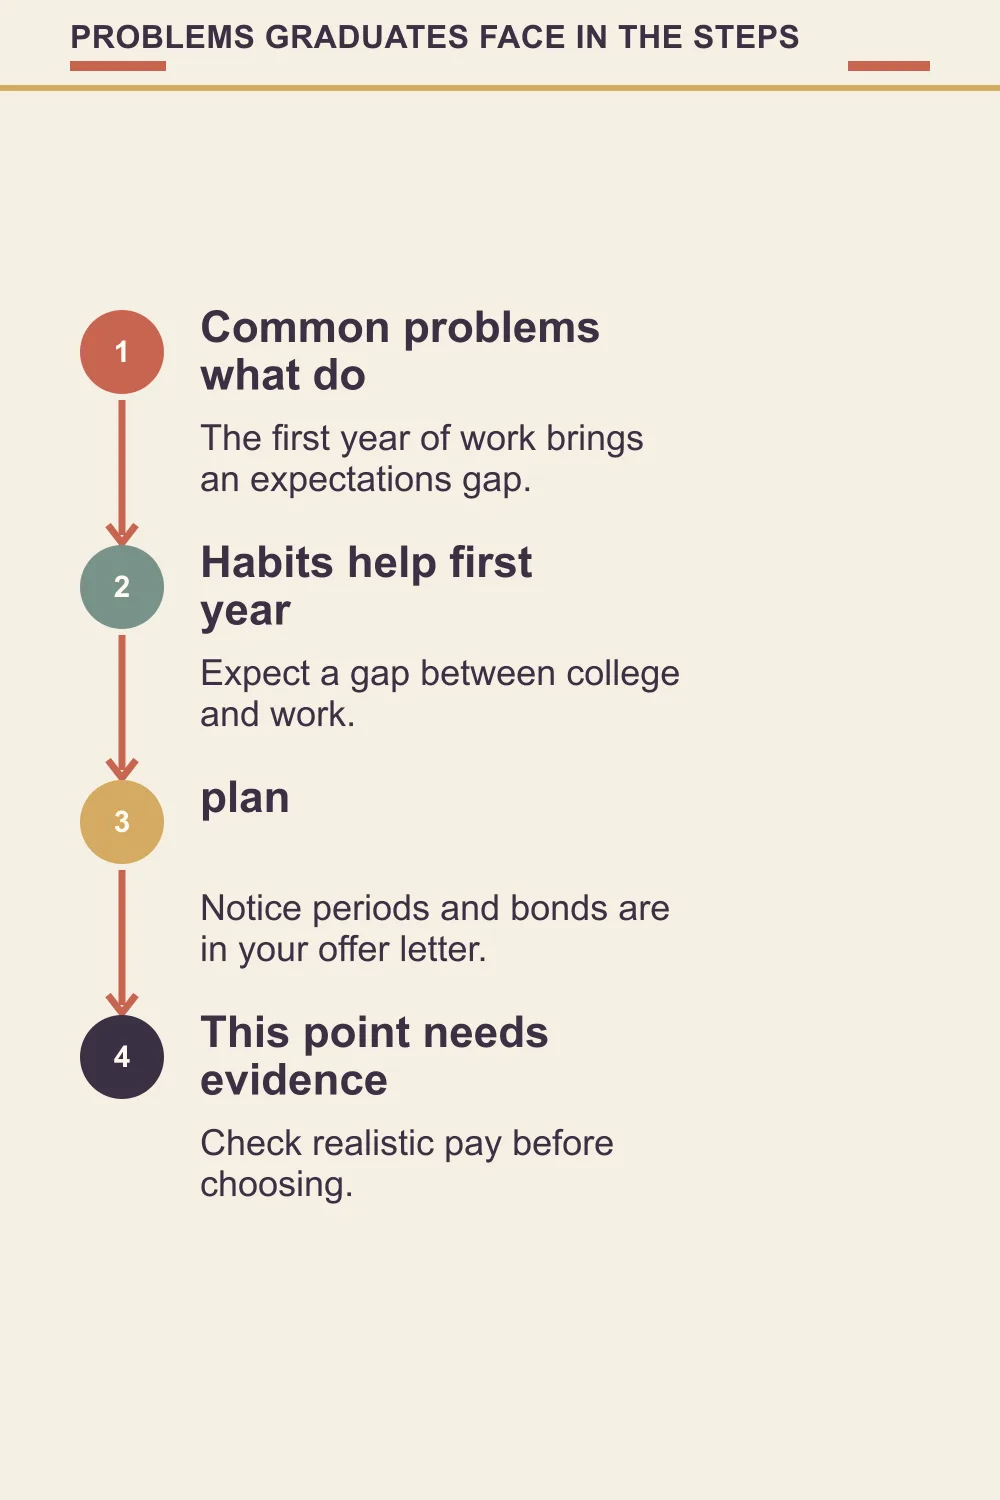 PROBLEMS GRADUATES FACE IN THE STEPS
1
Common problems
what do
The first year of work brings
an expectations gap.
2
Habits help first
year
Expect a gap between college
and work.
3
plan
Notice periods and bonds are
in your offer letter.
4
This point needs
evidence
Check realistic pay before
choosing.